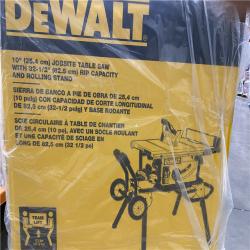 DEWALT
10" (25.4 cm) JOBSITE TABLE SAW
WITH 32-1/2" (82.5 cm) RIP CAPACITY
AND ROLLING STAND
SIERRA DE BANCO A PIE DE OBRA DE 25,4 cm
(10 pulg) CON CAPACIDAD DE CORTE LONGITUDINAL
DE 82,5 cm (32-1/2 pulg) Y BASE RODANTE
SCIE CIRCULAIRE À TABLE DE CHANTIER
DE 25,4 cm (10 po), AVEC UN SOCLE ROULANT
ET D'UNE CAPACITÉ DE SCIAGE EN
LONG DE 82,5 cm (32 1/2 po)
TEAM
LIFT